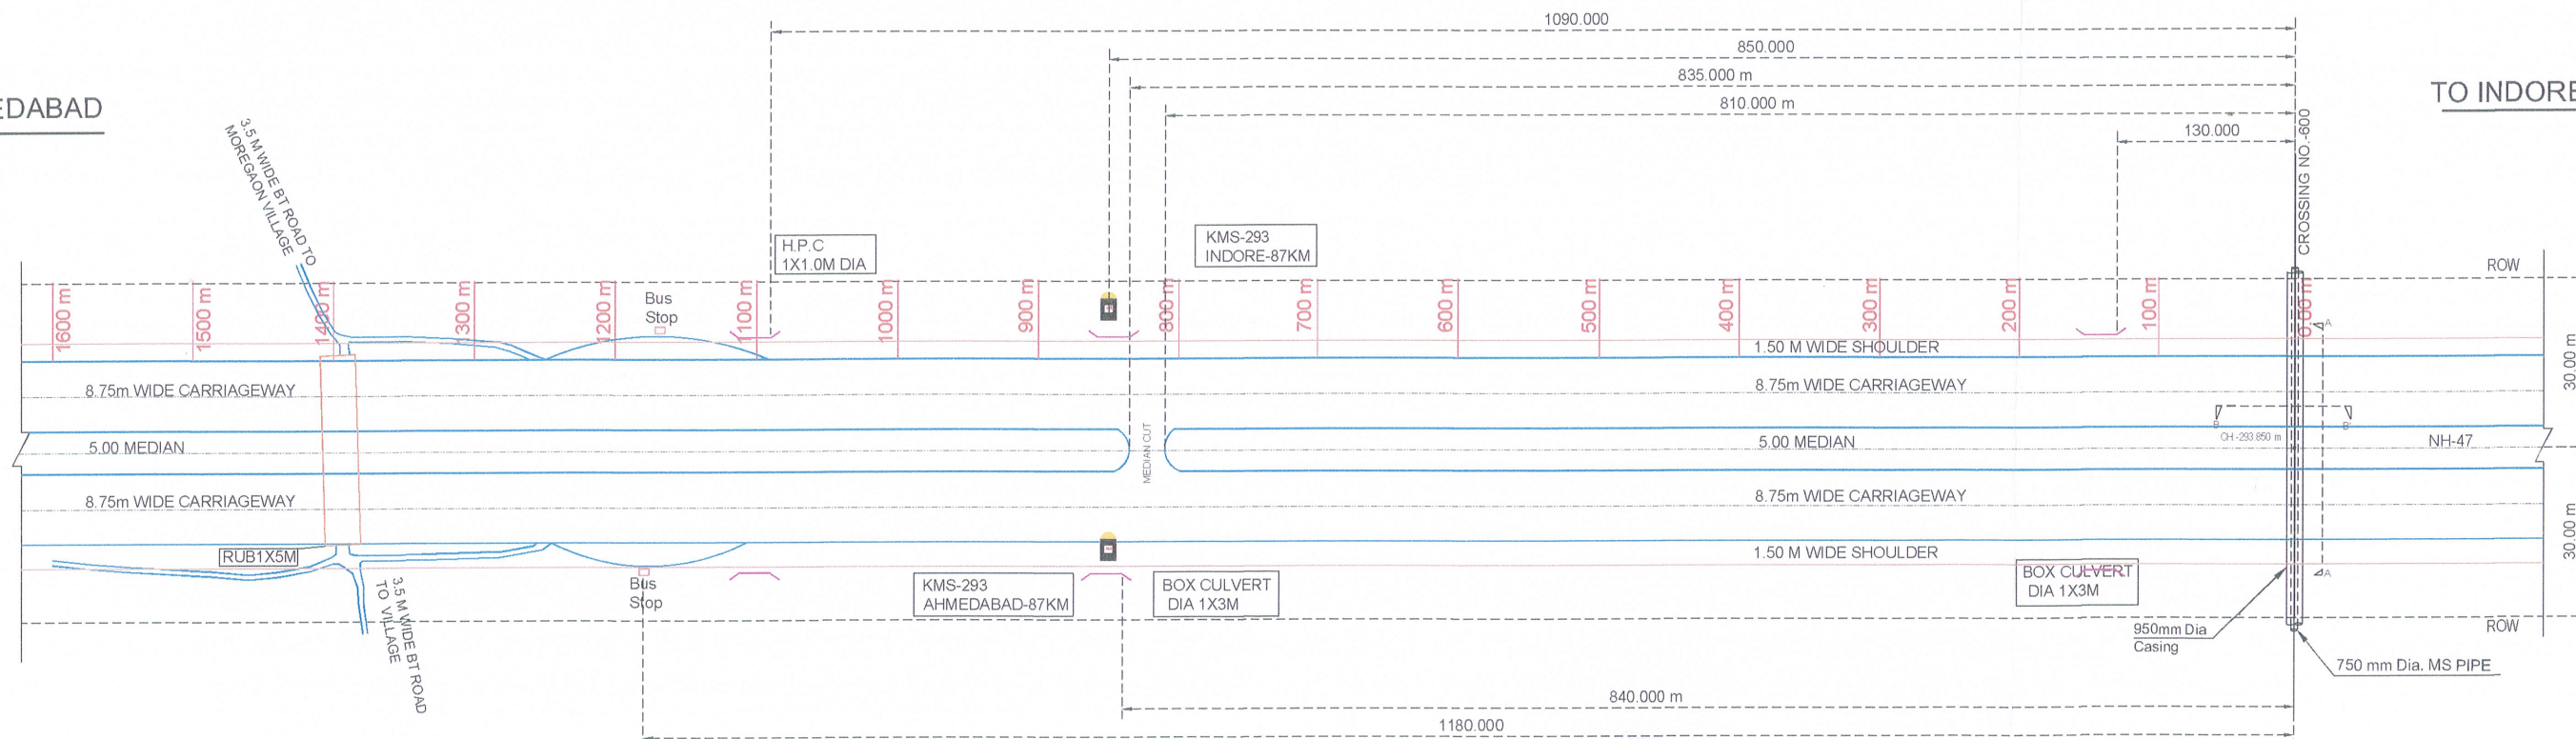 1090.000
850.000
835.000 m
810.000 m
130.000
EDABAD
TO INDORE
CROSSING NO.-600
3.5 M WIDE BT ROAD TO
MOREGAON VILLAGE
H.P.C
1X1.0M DIA
KMS-293
INDORE-87KM
ROW
1600 m
1500 m
1400 m
1300 m
1200 m
1100 m
1000 m
900 m
800 m
700 m
600 m
500 m
400 m
300 m
200 m
100 m
0.00 m
Bus
Stop
A
1.50 M WIDE SHOULDER
30.000 m
8.75m WIDE CARRIAGEWAY
8.75m WIDE CARRIAGEWAY
B
B'
CH-293.850 m
5.00 MEDIAN
MEDIAN CUT
5.00 MEDIAN
NH-47
8.75m WIDE CARRIAGEWAY
8.75m WIDE CARRIAGEWAY
30.000 m
RUB1X5M
1.50 M WIDE SHOULDER
A
Bus
Stop
3.5 M WIDE BT ROAD
TO VILLAGE
KMS-293
AHMEDABAD-87KM
BOX CULVERT
DIA 1X3M
BOX CULVERT
DIA 1X3M
ROW
950mm Dia
Casing
750 mm Dia. MS PIPE
840.000 m
1180.000